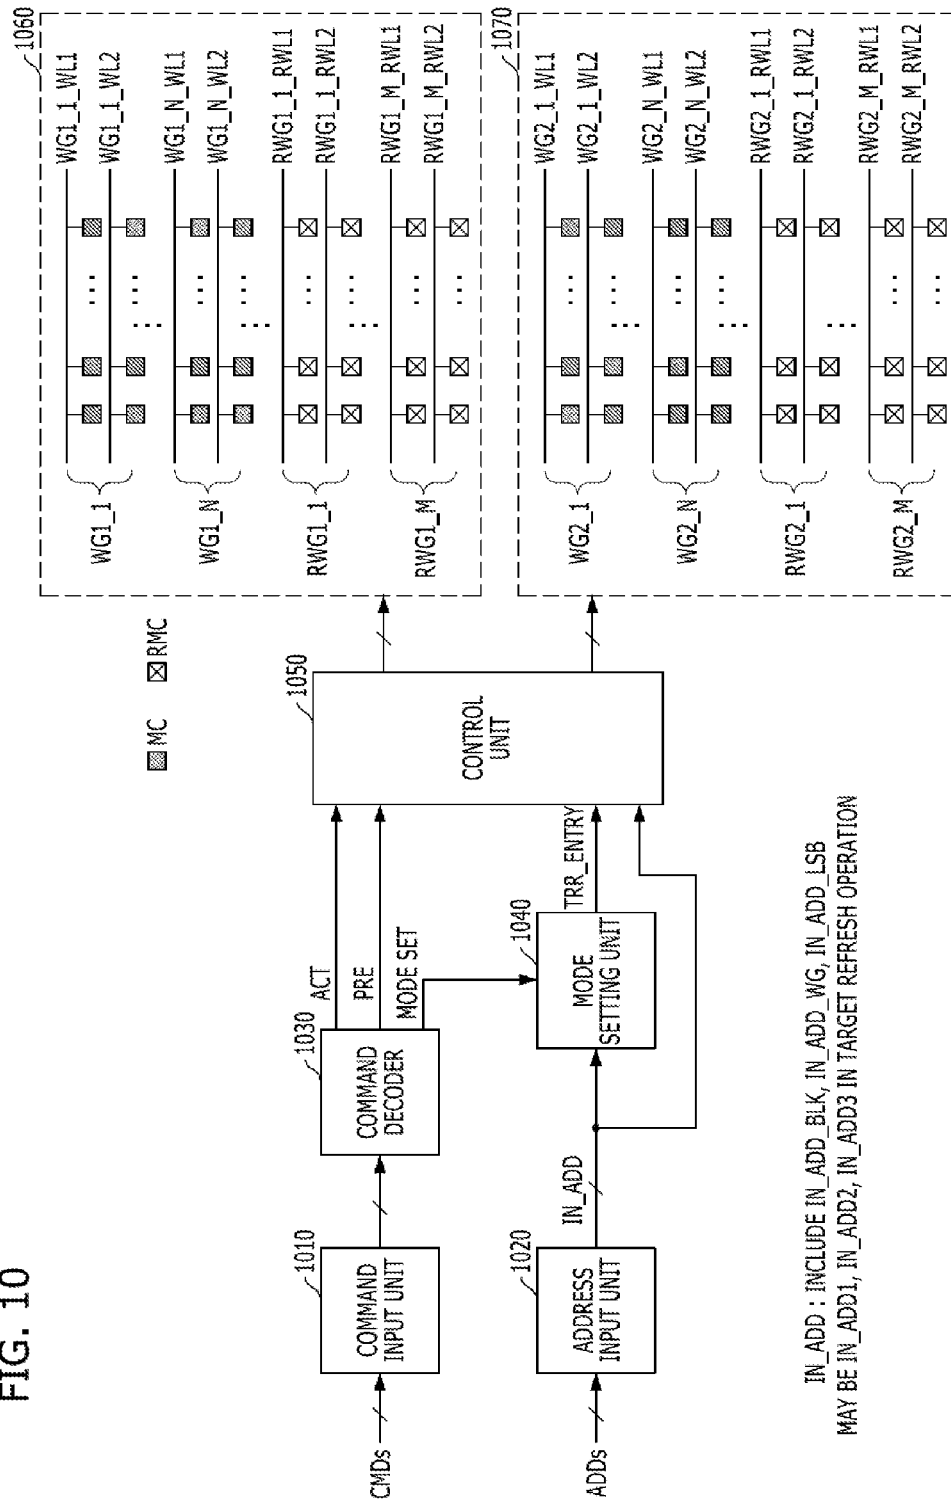 FIG. 10
CMDs
1010
COMMAND
INPUT UNIT
1030
COMMAND
DECODER
ACT
PRE
MODE SET
ADDs
1020
ADDRESS
INPUT UNIT
IN_ADD
1040
MODE
SETTING UNIT
TRR_ENTRY
1050
CONTROL
UNIT
MC
RMC
1060
WG1_1
WG1_1_WL1
WG1_1_WL2
WG1_N
WG1_N_WL1
WG1_N_WL2
RWG1_1
RWG1_1_RWL1
RWG1_1_RWL2
RWG1_M
RWG1_M_RWL1
RWG1_M_RWL2
1070
WG2_1
WG2_1_WL1
WG2_1_WL2
WG2_N
WG2_N_WL1
WG2_N_WL2
RWG2_1
RWG2_1_RWL1
RWG2_1_RWL2
RWG2_M
RWG2_M_RWL1
RWG2_M_RWL2
IN_ADD : INCLUDE IN_ADD_BLK, IN_ADD_WG, IN_ADD_LSB
MAY BE IN_ADD1, IN_ADD2, IN_ADD3 IN TARGET REFRESH OPERATION